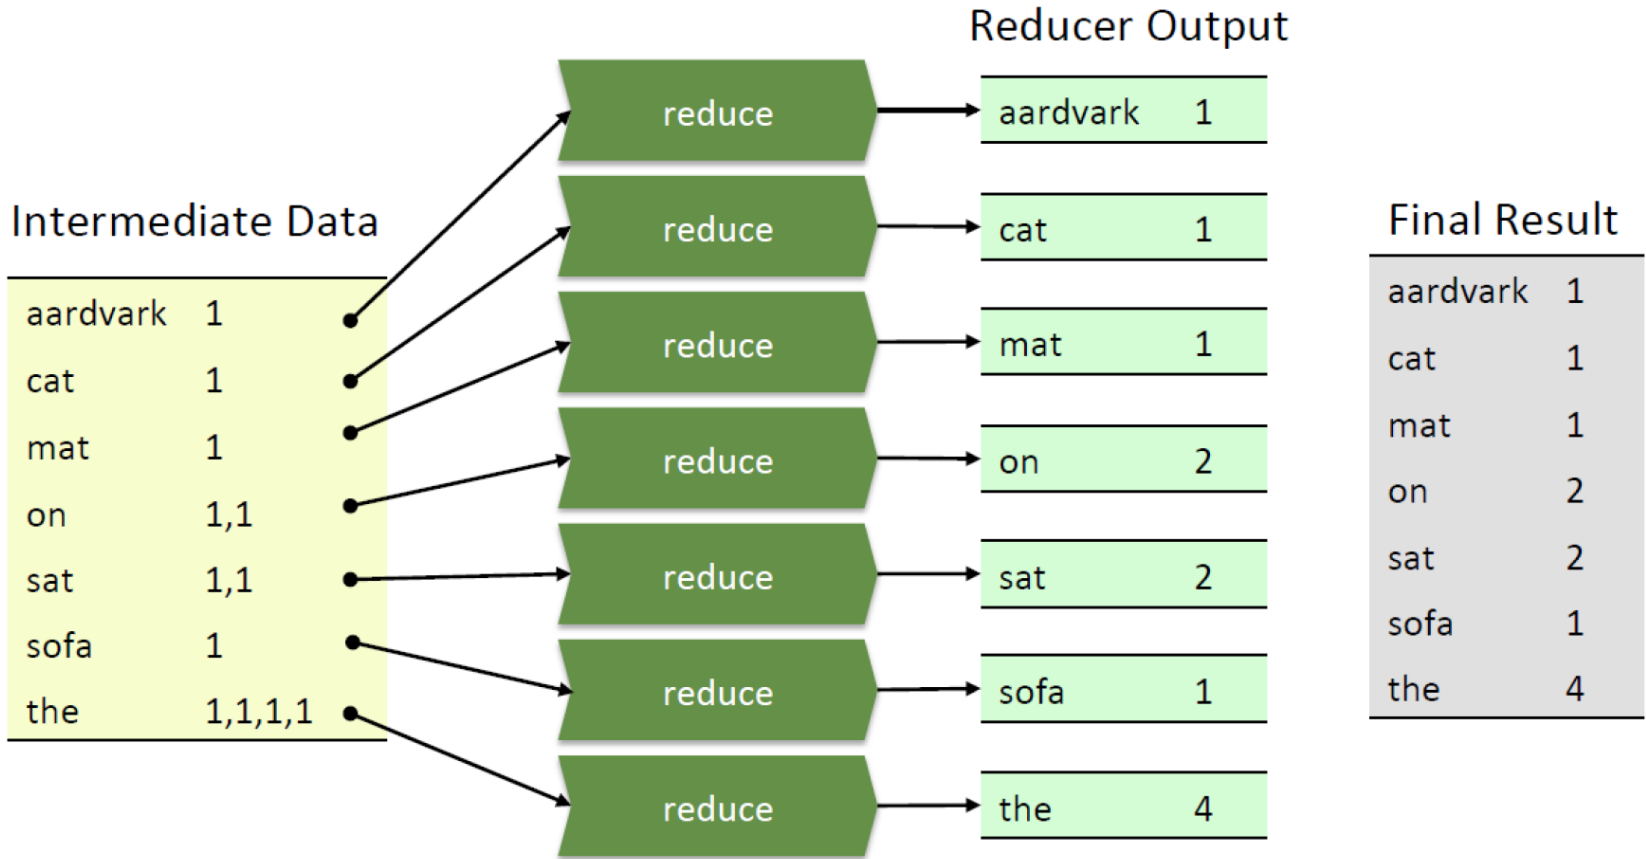 Intermediate Data
aardvark 1
cat 1
mat 1
on 1,1
sat 1,1
sofa 1
the 1,1,1,1
reduce
reduce
reduce
reduce
reduce
reduce
reduce
Reducer Output
aardvark 1
cat 1
mat 1
on 2
sat 2
sofa 1
the 4
Final Result
aardvark 1
cat 1
mat 1
on 2
sat 2
sofa 1
the 4